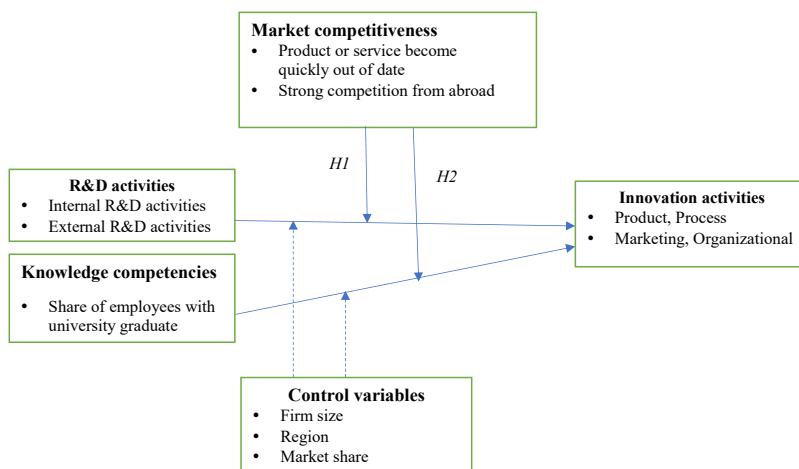 Market competitiveness
• Product or service become
quickly out of date
• Strong competition from abroad
H1
H2
R&D activities
• Internal R&D activities
• External R&D activities
Innovation activities
• Product, Process
• Marketing, Organizational
Knowledge competencies
• Share of employees with
university graduate
Control variables
• Firm size
• Region
• Market share